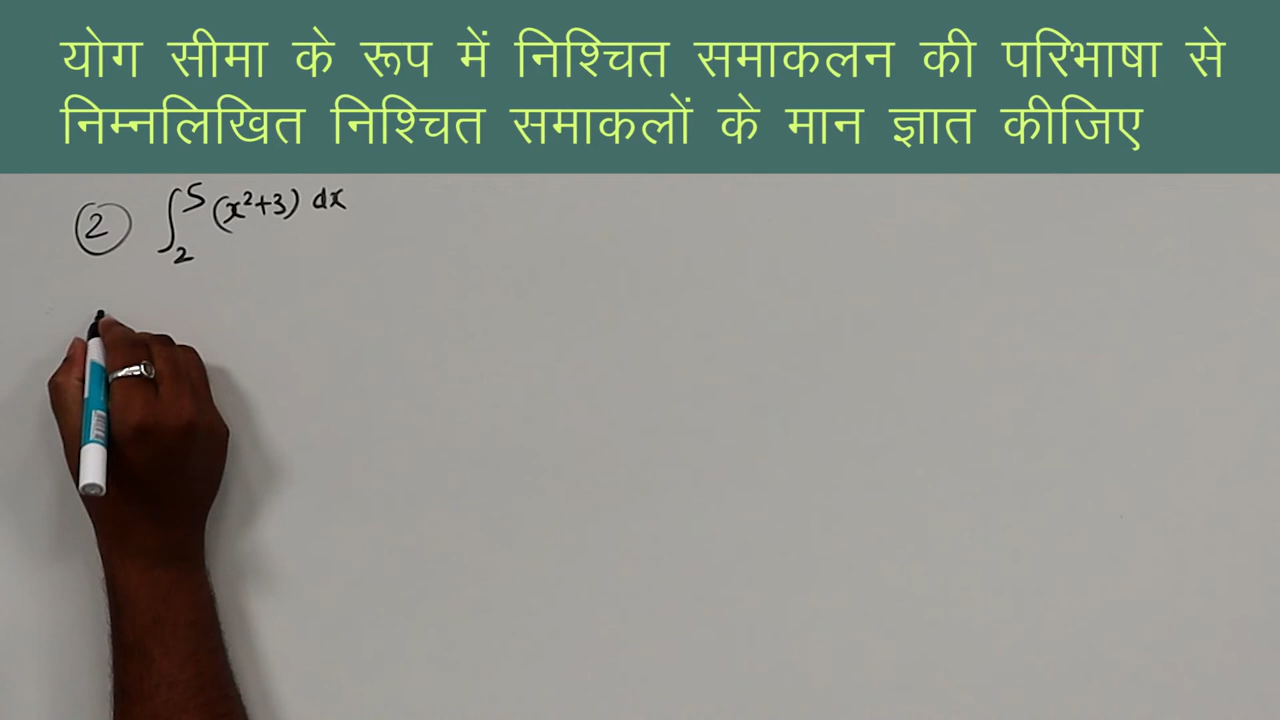 योग सीमा के रूप में निश्चित समाकलन की परिभाषा से
निम्नलिखित निश्चित समाकलों के मान ज्ञात कीजिए
② ∫₂⁵ (x²+3) dx